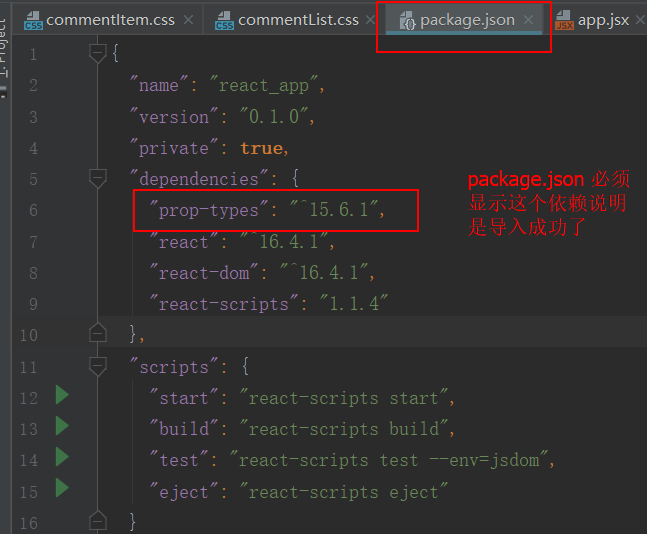 commentItem.css commentList.css package.json app.jsx
1: Project
1 {
2 "name": "react_app",
3 "version": "0.1.0",
4 "private": true,
5 "dependencies": {
6 "prop-types": "^15.6.1",
7 "react": "^16.4.1",
8 "react-dom": "^16.4.1",
9 "react-scripts": "1.1.4"
10 },
11 "scripts": {
12 "start": "react-scripts start",
13 "build": "react-scripts build",
14 "test": "react-scripts test --env=jsdom",
15 "eject": "react-scripts eject"
16 }
package.json 必须
显示这个依赖说明
是导入成功了